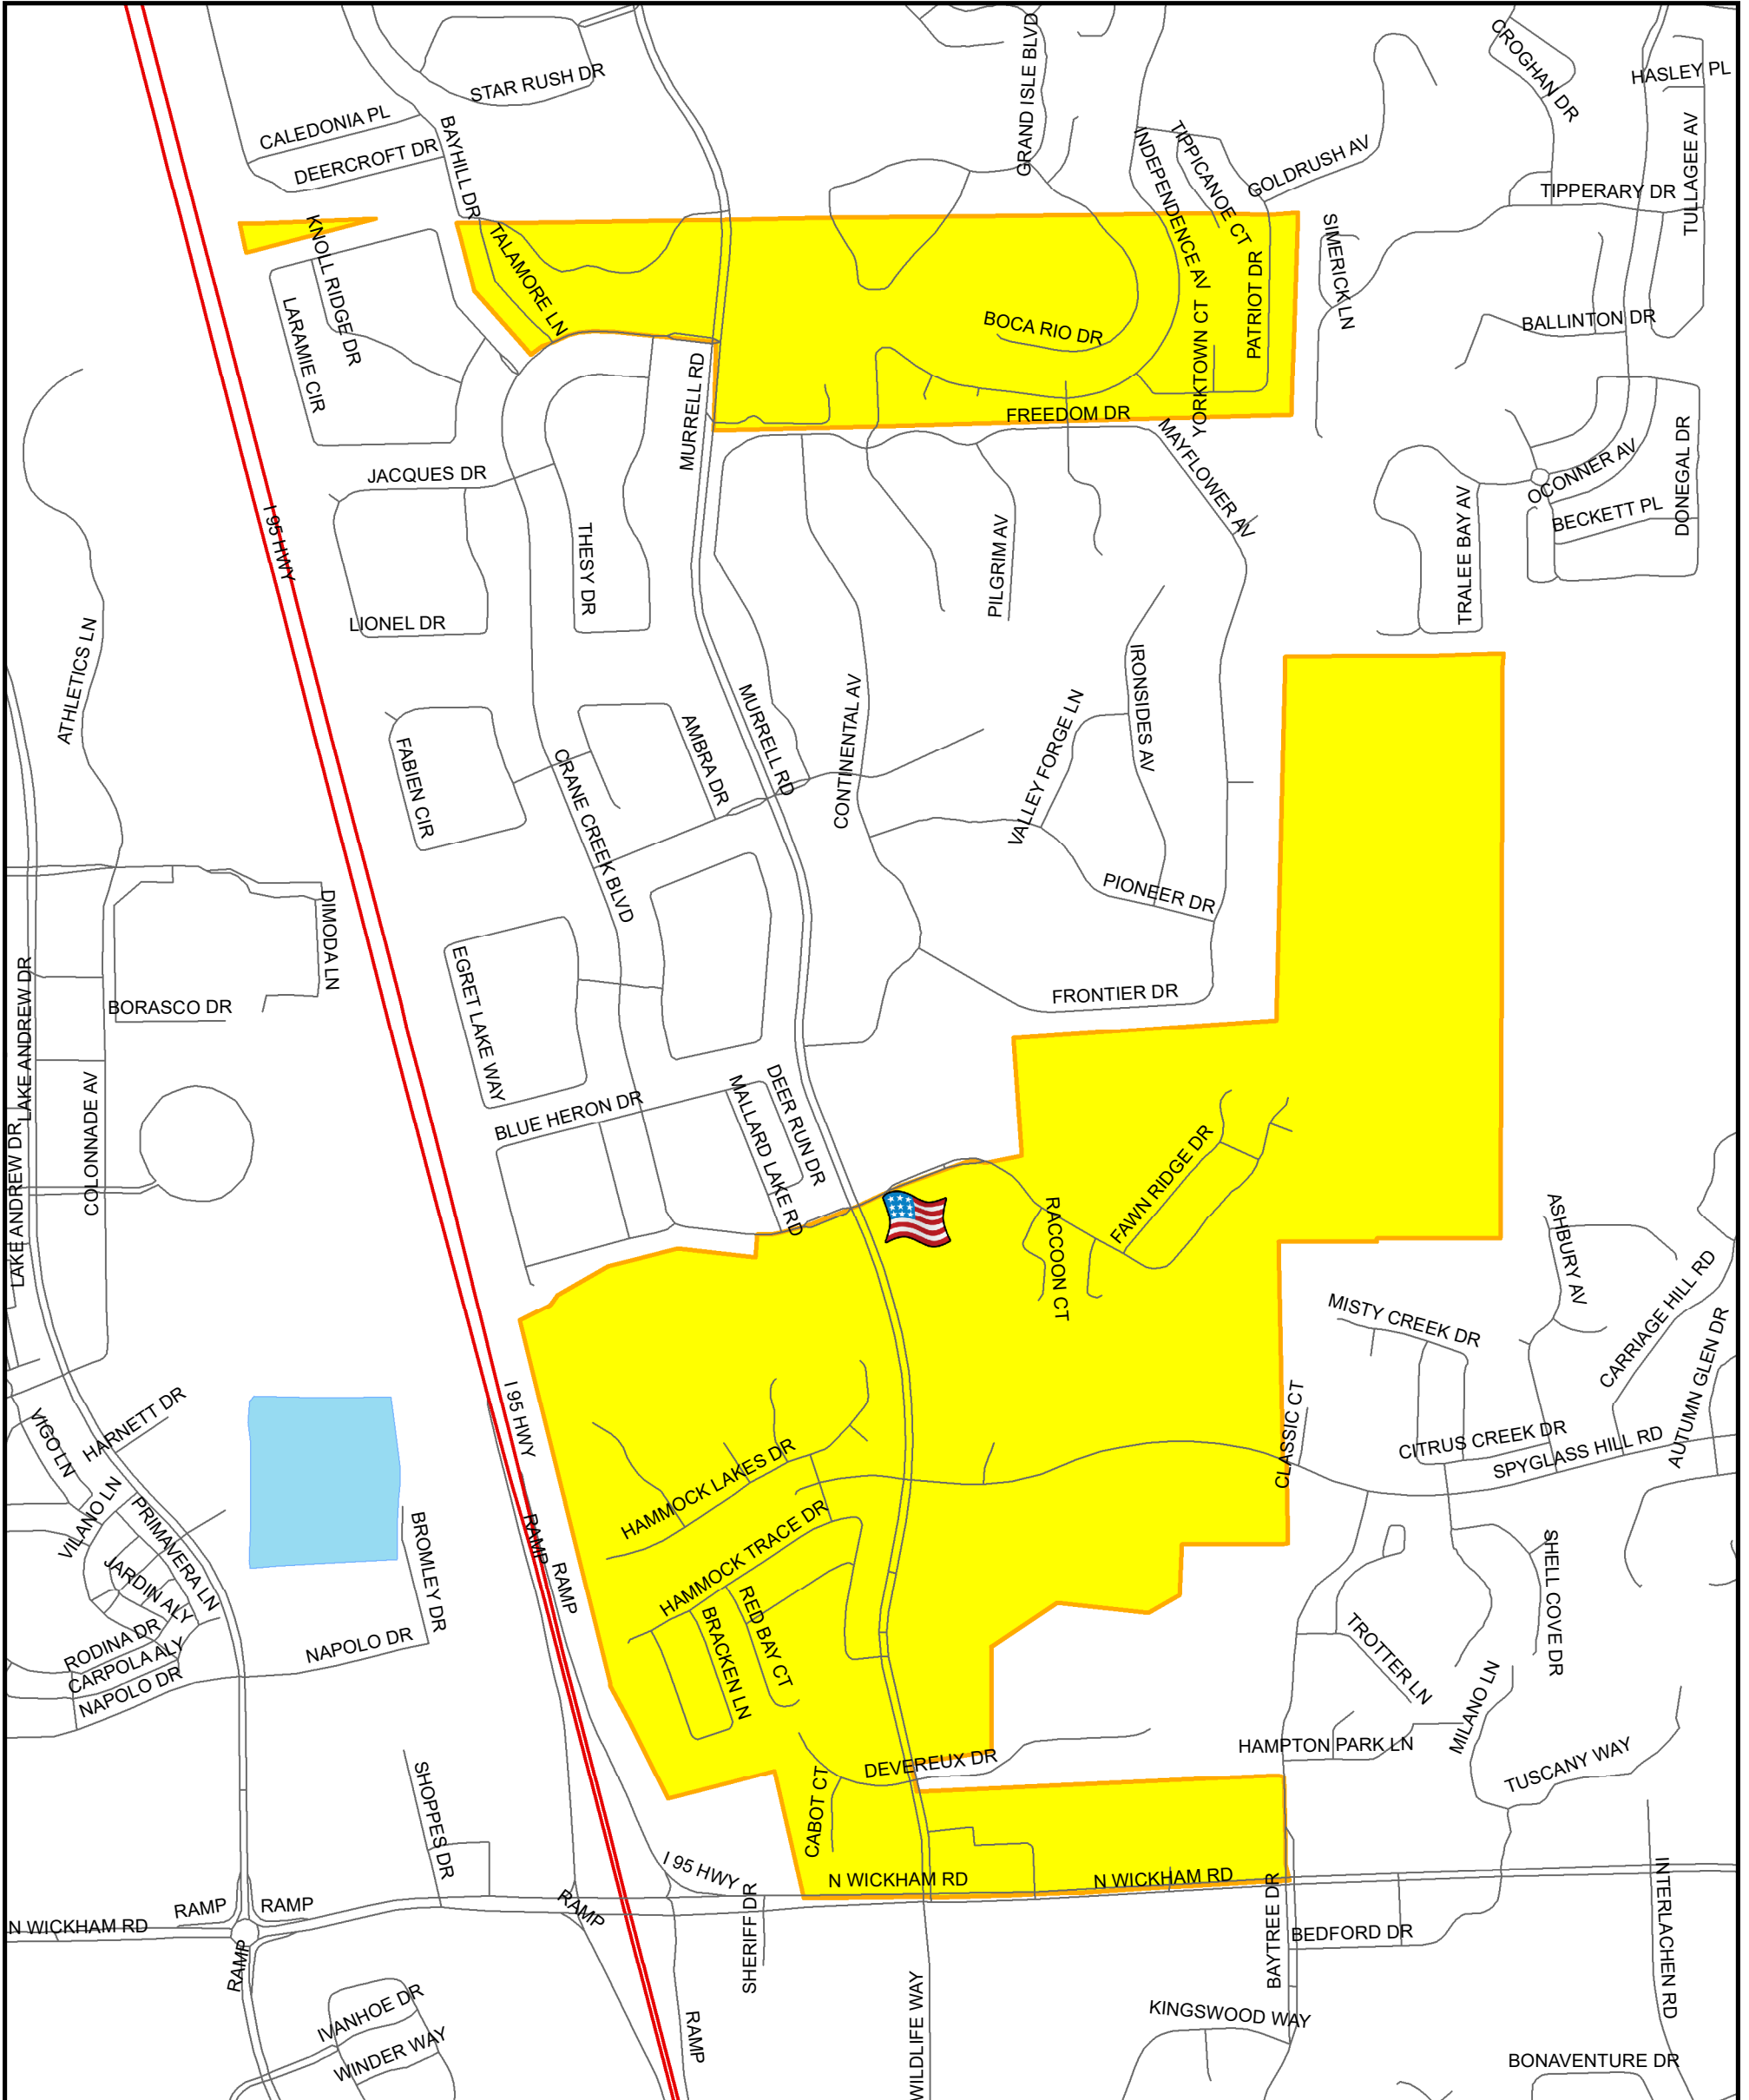 STAR RUSH DR
GRAND ISLE BLVD
CROGHAN DR
HASLEY PL
CALEDONIA PL
DEERCROFT DR
BAYHILL DR
INDEPENDENCE AV
TIPPICANOE CT
GOLDRUSH AV
TIPPERARY DR
TULLAGEE AV
KNOLL RIDGE DR
TALAMORE LN
SIMERICK LN
LARAMIE CIR
BOCA RIO DR
YORKTOWN CT
PATRIOT DR
BALLINTON DR
MURRELL RD
FREEDOM DR
MAYFLOWER AV
JACQUES DR
OCONNER AV
DONEGAL DR
I 95 HWY
THESY DR
PILGRIM AV
TRALEE BAY AV
BECKETT PL
LIONEL DR
ATHLETICS LN
IRONSIDES AV
MURRELL RD
CONTINENTAL AV
VALLEY FORGE LN
FABIEN CIR
CRANE CREEK BLVD
AMBRA DR
PIONEER DR
DIMODA LN
EGRET LAKE WAY
LAKE ANDREW DR
BORASCO DR
FRONTIER DR
COLONNADE AV
BLUE HERON DR
MALLARD LAKE RD
DEER RUN DR
LAKE ANDREW DR
FAWN RIDGE DR
RACCOON CT
ASHBURY AV
LAKE ANDREW DR
MISTY CREEK DR
CARRIAGE HILL RD
AUTUMN GLEN DR
HARNETT DR
I 95 HWY
CLASSIC CT
VIGO LN
HAMMOCK LAKES DR
CITRUS CREEK DR
SPYGLASS HILL RD
VILANO LN
PRIMAVERA LN
BROMLEY DR
RAMP
RAMP
HAMMOCK TRACE DR
SHELL COVE DR
JARDIN ALY
RED BAY CT
BRACKEN LN
TROTTER LN
RODINA DR
CARPOLA ALY
NAPOLO DR
NAPOLO DR
MILANO LN
HAMPTON PARK LN
DEVEREUX DR
TUSCANY WAY
SHOPPES DR
CABOT CT
I 95 HWY
N WICKHAM RD
N WICKHAM RD
RAMP
RAMP
RAMP
SHERIFF DR
BAYTREE DR
INTERLACHEN RD
N WICKHAM RD
BEDFORD DR
RAMP
IVANHOE DR
WINDER WAY
RAMP
WILDLIFE WAY
KINGSWOOD WAY
BONAVENTURE DR